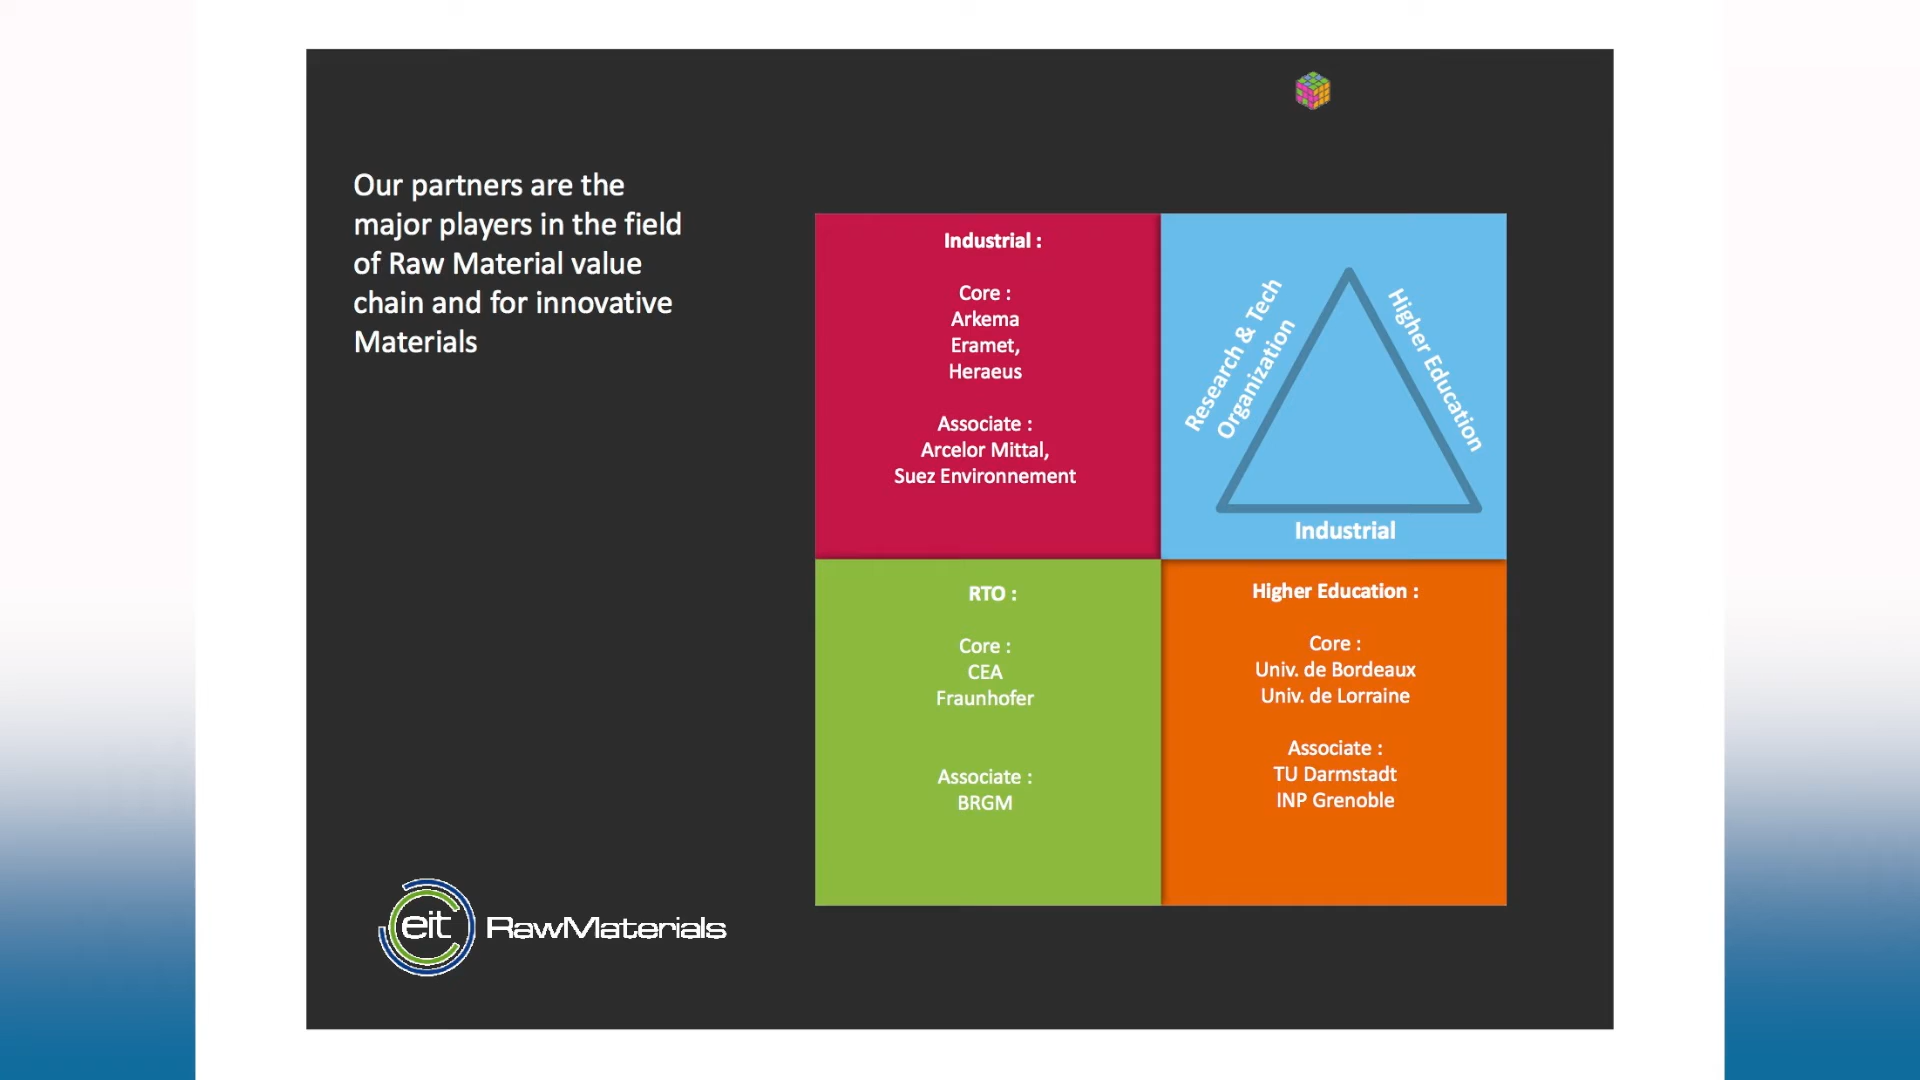 Our partners are the
major players in the field
of Raw Material value
chain and for innovative
Materials
Industrial :
Core :
Arkema
Eramet,
Heraeus
Associate :
Arcelor Mittal,
Suez Environnement
Research & Tech
Organization
Higher Education
Industrial
RTO :
Core :
CEA
Fraunhofer
Associate :
BRGM
Higher Education :
Core :
Univ. de Bordeaux
Univ. de Lorraine
Associate :
TU Darmstadt
INP Grenoble
eit RawMaterials